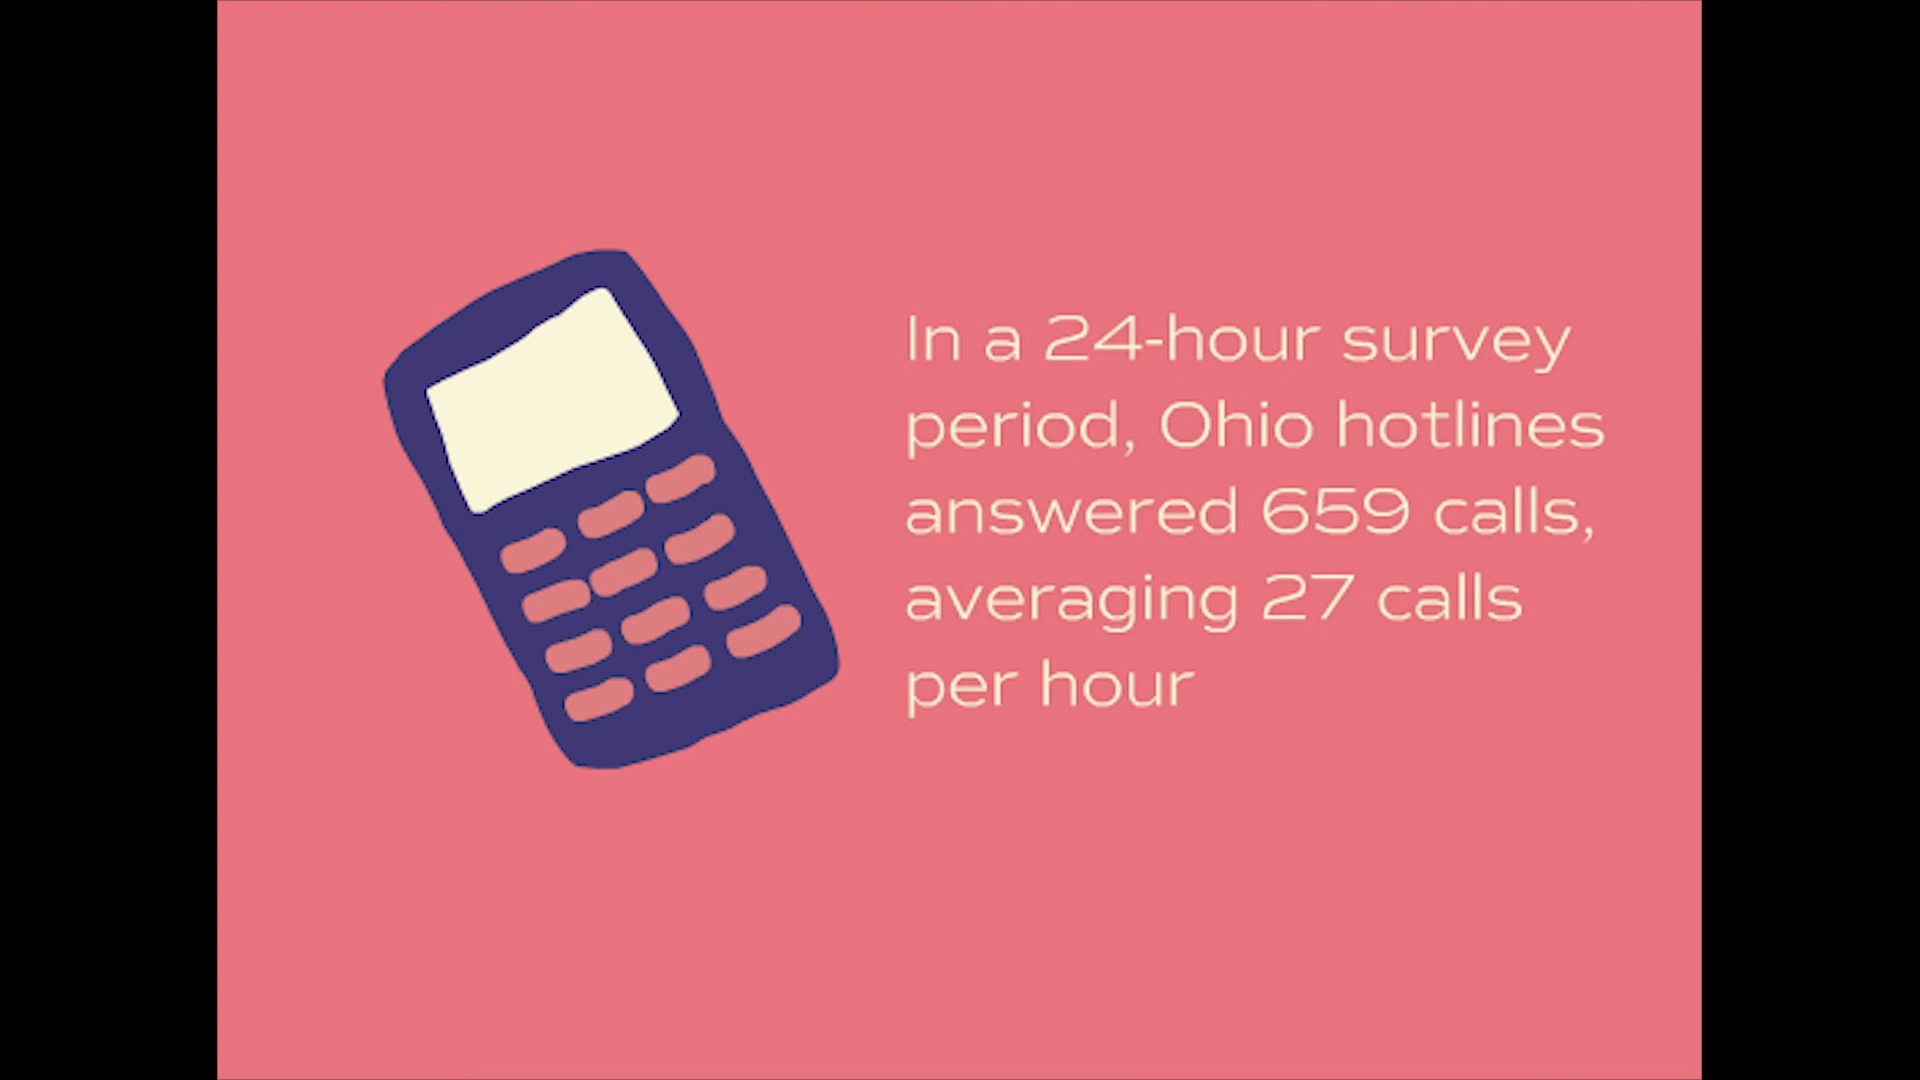 In a 24-hour survey
period, Ohio hotlines
answered 659 calls,
averaging 27 calls
per hour